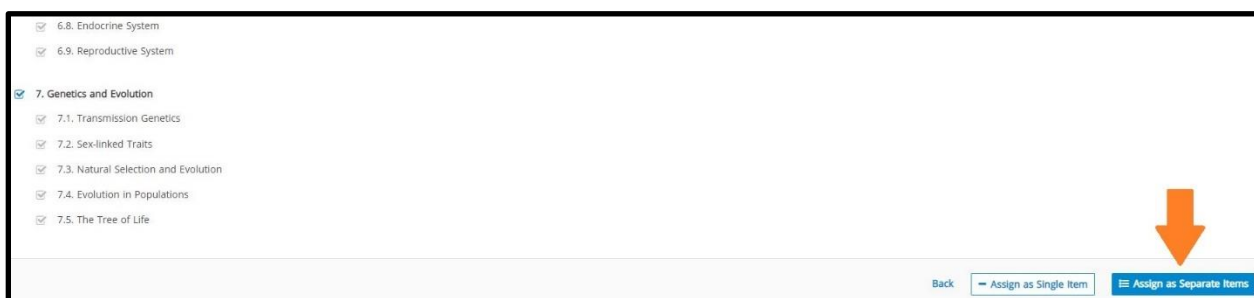 6.8. Endocrine System
6.9. Reproductive System
7. Genetics and Evolution
7.1. Transmission Genetics
7.2. Sex-linked Traits
7.3. Natural Selection and Evolution
7.4. Evolution in Populations
7.5. The Tree of Life
Back Assign as Single Item Assign as Separate Items